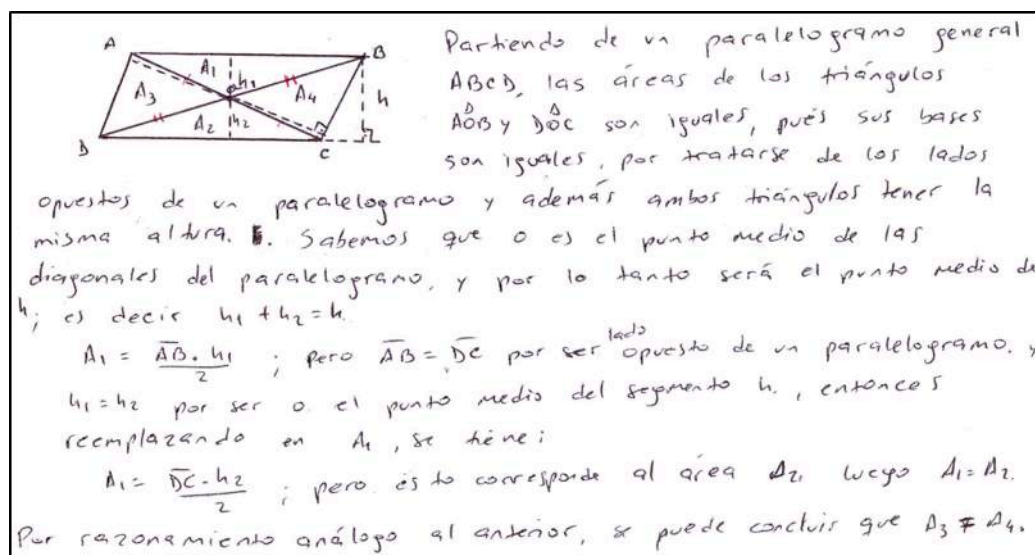 A
B
A1
h1
A3
A4
h
A2
h2
D
C
Partiendo de un paralelogramo general
ABCD, las áreas de los triángulos
AOB y DOC son iguales, pués sus bases
son iguales, por tratarse de los lados
opuestos de un paralelogramo y además ambos triángulos tener la
misma altura. Sabemos que o es el punto medio de las
diagonales del paralelogramo, y por lo tanto será el punto medio de
h; es decir h1 + h2 = h
A1 = AB · h1 / 2 ; pero AB = DC por ser lado opuesto de un paralelogramo. y
h1 = h2 por ser o el punto medio del segmento h., entonces
reemplazando en A1, se tiene:
A1 = DC · h2 / 2 ; pero ésto corresponde al área A2, luego A1 = A2.
Por razonamiento análogo al anterior, se puede concluir que A3 = A4.